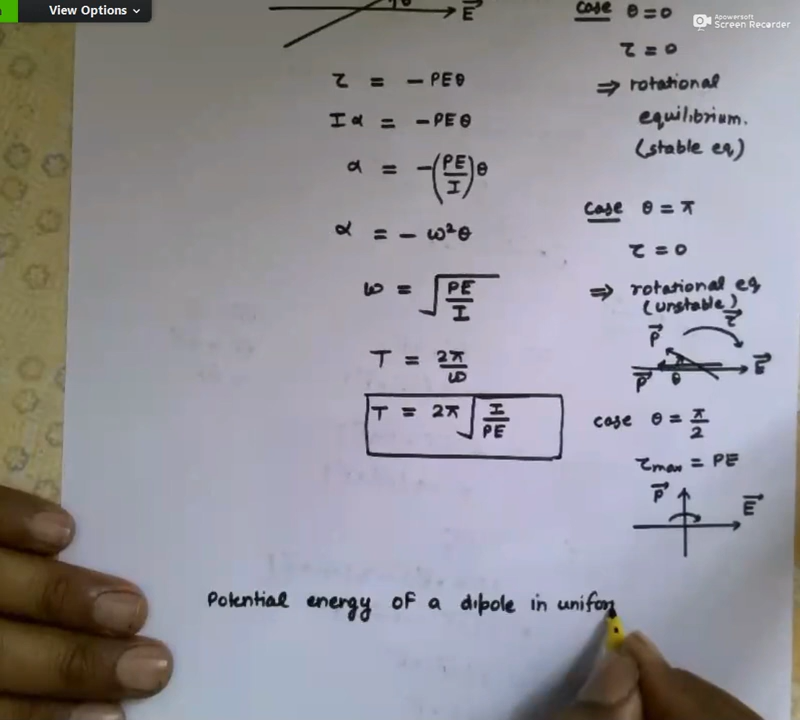 View Options
Apowersoft
Screen Recorder
θ
E⃗
τ = - PEθ
Iα = - PEθ
α = -(PE/I)θ
α = - ω²θ
ω = √(PE/I)
T = 2π/ω
T = 2π√(I/PE)
case θ = 0
τ = 0
⇒ rotational
equilibrium.
(stable eq)
case θ = π
τ = 0
⇒ rotational eq
(unstable)
τ⃗
P⃗
E⃗
P⃗
θ
case θ = π/2
τmax = PE
P⃗
E⃗
Potential energy of a dipole in unifor